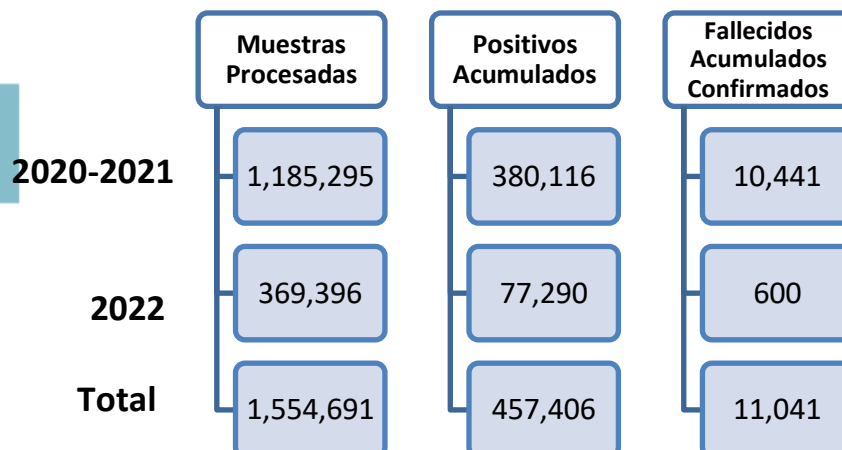 Muestras
Procesadas
Positivos
Acumulados
Fallecidos
Acumulados
Confirmados
2020-2021
1,185,295
380,116
10,441
2022
369,396
77,290
600
Total
1,554,691
457,406
11,041